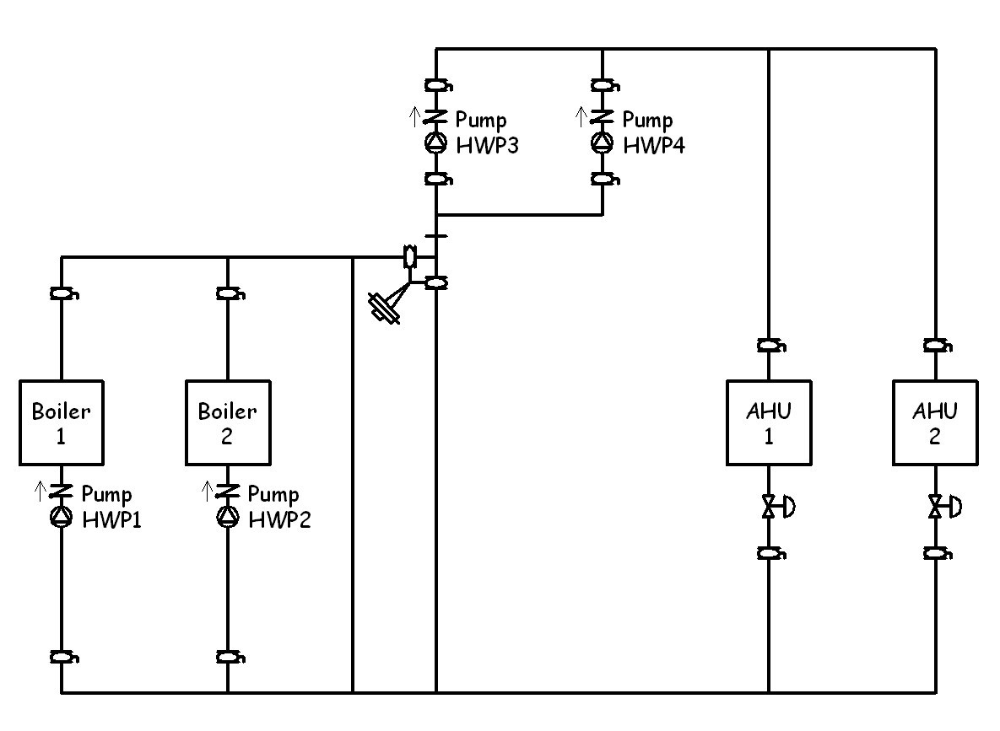 Pump
HWP3
Pump
HWP4
Boiler
1
Boiler
2
AHU
1
AHU
2
Pump
HWP1
Pump
HWP2